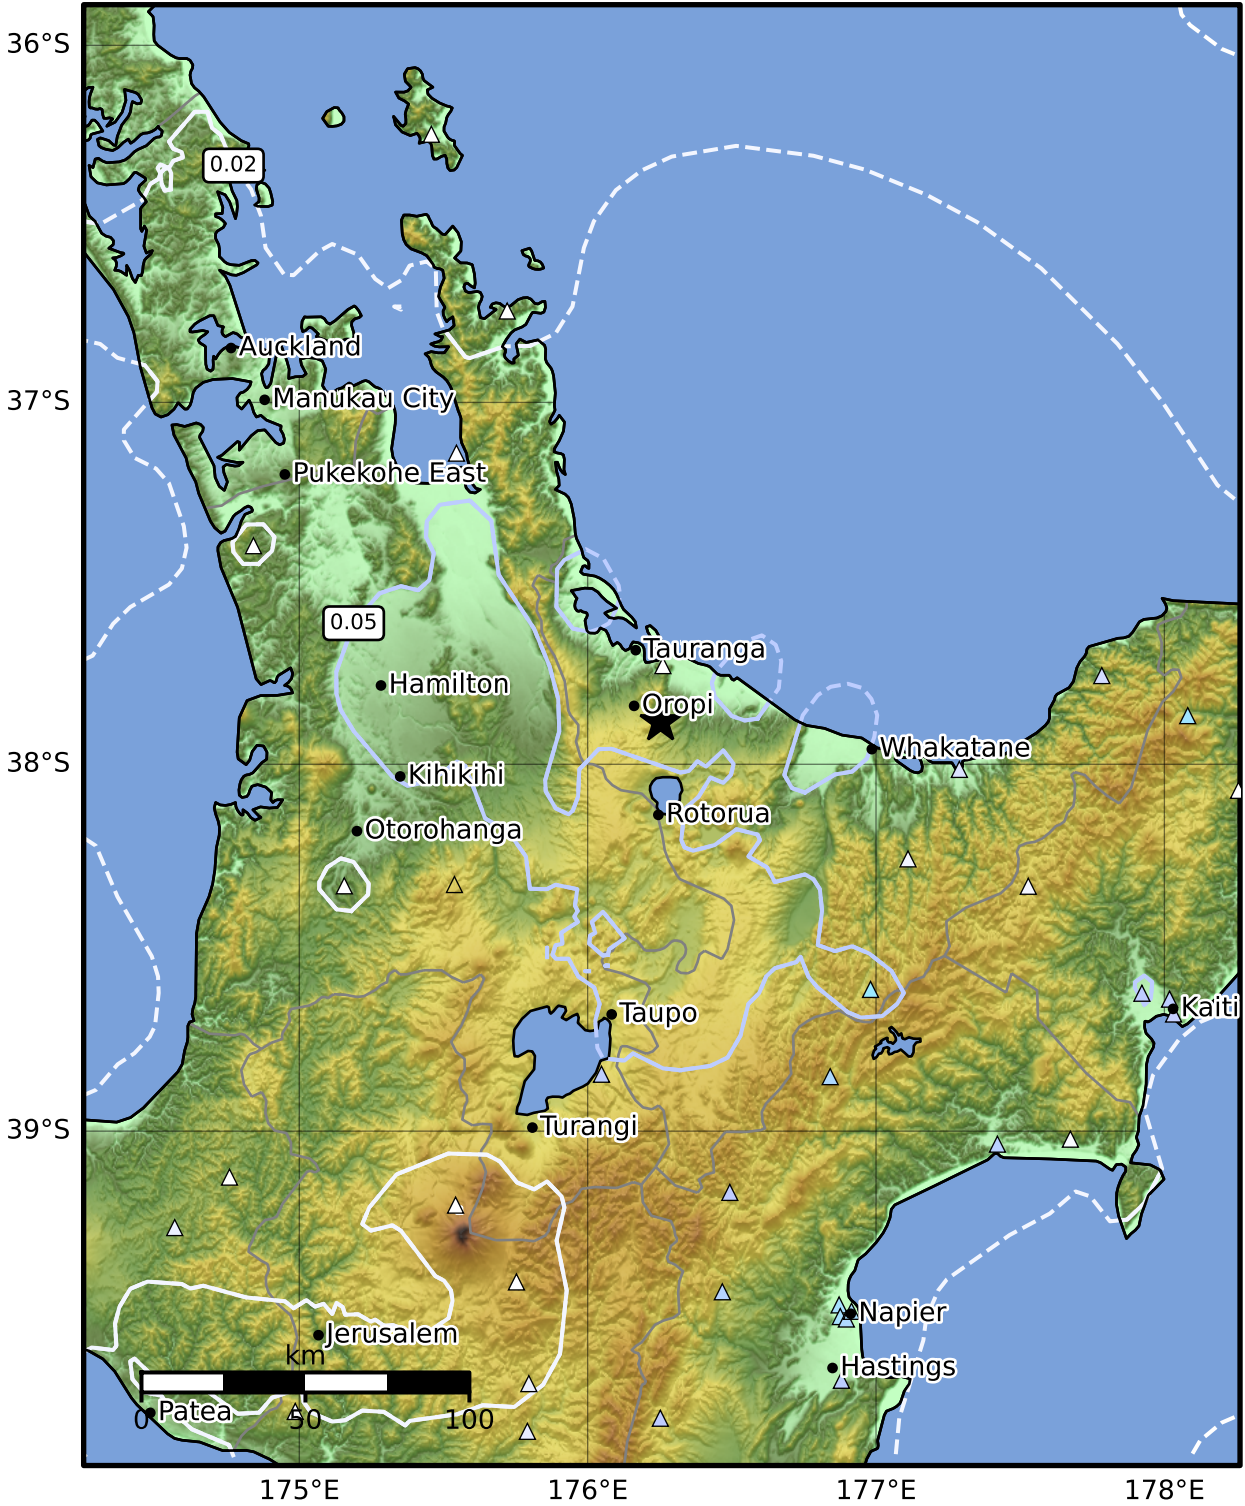 36°S
0.02
Auckland
37°S
Manukau City
Pukekohe East
0.05
Tauranga
Hamilton
Oropi
38°S
Whakatane
Kihikihi
Rotorua
Otorohanga
Taupo
Kaiti
39°S
Turangi
Napier
Jerusalem
km
Hastings
Patea
0 50 100
175°E 176°E 177°E 178°E